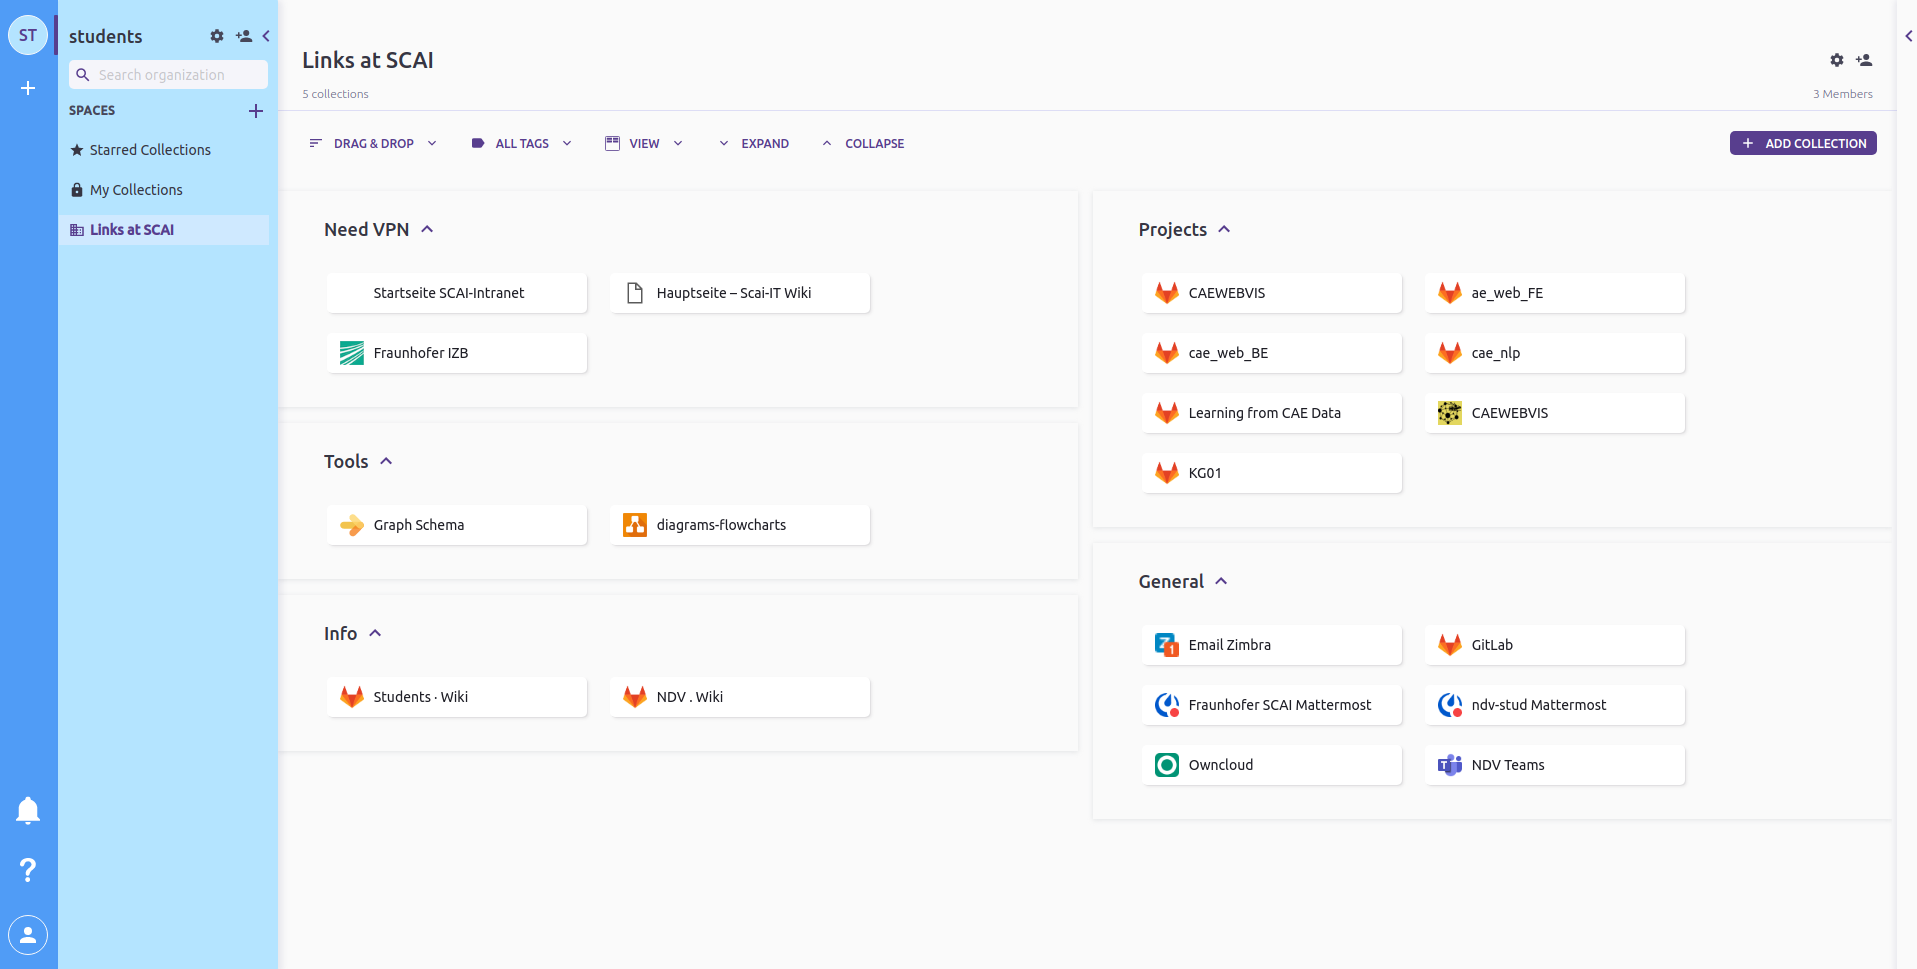 ST
students
Search organization
SPACES
Starred Collections
My Collections
Links at SCAI
Links at SCAI
5 collections
3 Members
DRAG & DROP
ALL TAGS
VIEW
EXPAND
COLLAPSE
ADD COLLECTION
Need VPN
Startseite SCAI-Intranet
Hauptseite – Scai-IT Wiki
Fraunhofer IZB
Tools
Graph Schema
diagrams-flowcharts
Info
Students · Wiki
NDV . Wiki
Projects
CAEWEBVIS
ae_web_FE
cae_web_BE
cae_nlp
Learning from CAE Data
CAEWEBVIS
KG01
General
Z 1
Email Zimbra
GitLab
Fraunhofer SCAI Mattermost
ndv-stud Mattermost
Owncloud
T
NDV Teams
?